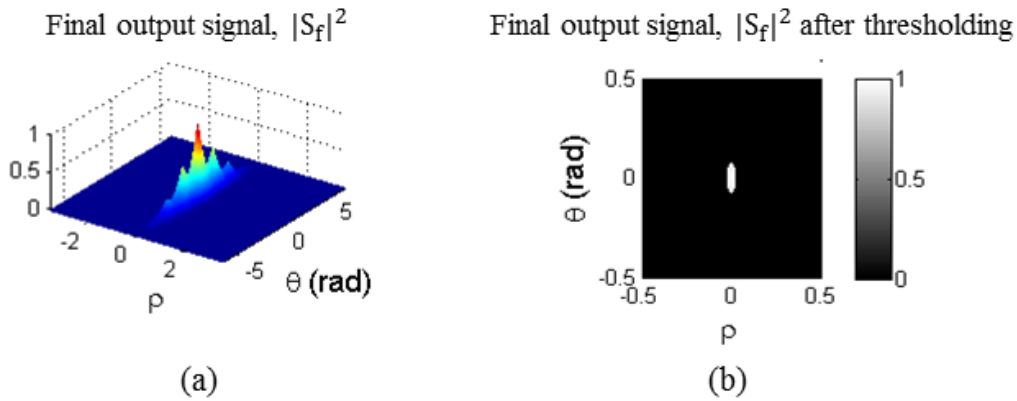 Final output signal, |S_f|²
1
0.5
0
-2
0
2
ρ
-5
0
5
θ (rad)
(a)
Final output signal, |S_f|² after thresholding
0.5
0
-0.5
θ (rad)
-0.5
0
0.5
ρ
1
0.5
0
(b)